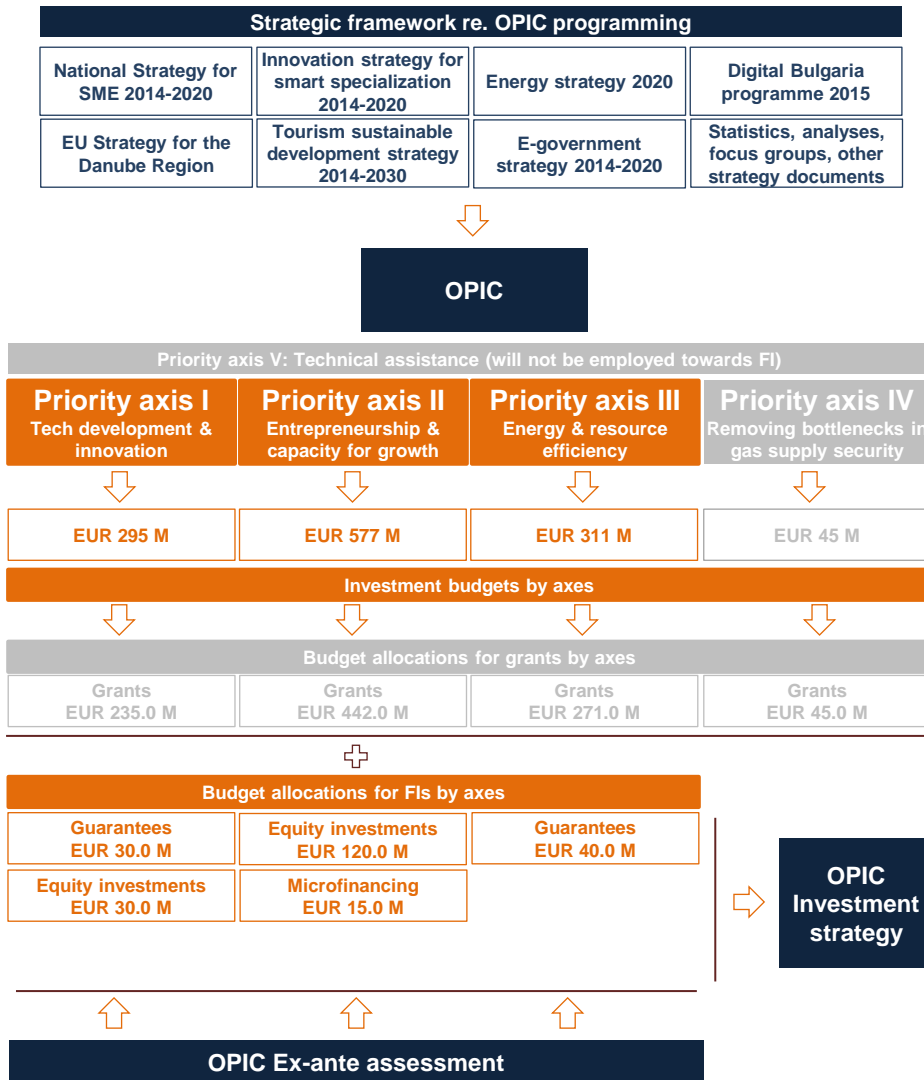 Strategic framework re. OPIC programming
National Strategy for
SME 2014-2020
Innovation strategy for
smart specialization
2014-2020
Energy strategy 2020
Digital Bulgaria
programme 2015
EU Strategy for the
Danube Region
Tourism sustainable
development strategy
2014-2030
E-government
strategy 2014-2020
Statistics, analyses,
focus groups, other
strategy documents
OPIC
Priority axis V: Technical assistance (will not be employed towards FI)
Priority axis I
Tech development &
innovation
Priority axis II
Entrepreneurship &
capacity for growth
Priority axis III
Energy & resource
efficiency
Priority axis IV
Removing bottlenecks in
gas supply security
EUR 295 M
EUR 577 M
EUR 311 M
EUR 45 M
Investment budgets by axes
Budget allocations for grants by axes
Grants
EUR 235.0 M
Grants
EUR 442.0 M
Grants
EUR 271.0 M
Grants
EUR 45.0 M
Budget allocations for FIs by axes
Guarantees
EUR 30.0 M
Equity investments
EUR 120.0 M
Guarantees
EUR 40.0 M
Equity investments
EUR 30.0 M
Microfinancing
EUR 15.0 M
OPIC
Investment
strategy
OPIC Ex-ante assessment